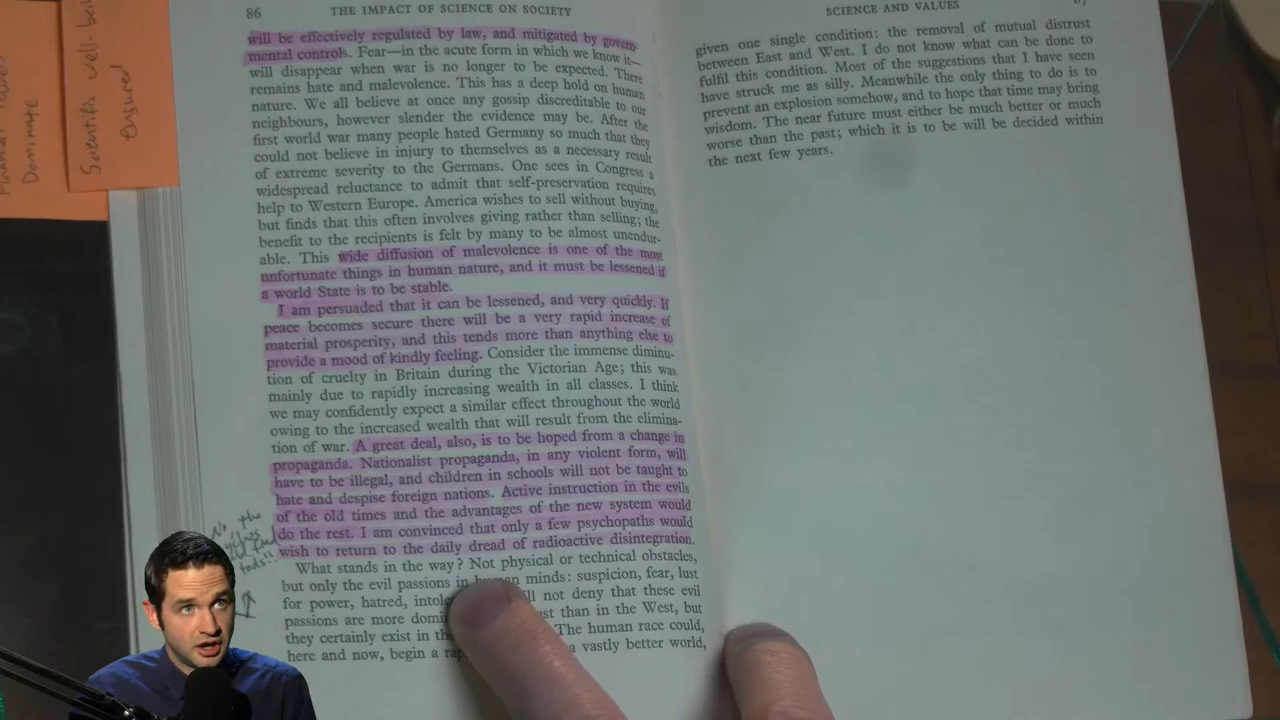 Dominate
Scientific well-being
ensured
86
THE IMPACT OF SCIENCE ON SOCIETY
will be effectively regulated by law, and mitigated by govern-
mental controls. Fear—in the acute form in which we know it—
will disappear when war is no longer to be expected. There
remains hate and malevolence. This has a deep hold on human
nature. We all believe at once any gossip discreditable to our
neighbours, however slender the evidence may be. After the
first world war many people hated Germany so much that they
could not believe in injury to themselves as a necessary result
of extreme severity to the Germans. One sees in Congress a
widespread reluctance to admit that self-preservation requires
help to Western Europe. America wishes to sell without buying,
but finds that this often involves giving rather than selling; the
benefit to the recipients is felt by many to be almost unendur-
able. This wide diffusion of malevolence is one of the most
unfortunate things in human nature, and it must be lessened if
a world State is to be stable.
I am persuaded that it can be lessened, and very quickly. If
peace becomes secure there will be a very rapid increase of
material prosperity, and this tends more than anything else to
provide a mood of kindly feeling. Consider the immense diminu-
tion of cruelty in Britain during the Victorian Age; this was
mainly due to rapidly increasing wealth in all classes. I think
we may confidently expect a similar effect throughout the world
owing to the increased wealth that will result from the elimina-
tion of war. A great deal, also, is to be hoped from a change in
propaganda. Nationalist propaganda, in any violent form, will
have to be illegal, and children in schools will not be taught to
hate and despise foreign nations. Active instruction in the evils
of the old times and the advantages of the new system would
do the rest. I am convinced that only a few psychopaths would
wish to return to the daily dread of radioactive disintegration.
What stands in the way? Not physical or technical obstacles,
but only the evil passions in human minds: suspicion, fear, lust
for power, hatred, not deny that these evil
passions are more than in the West, but
they certainly exist in the The human race could,
here and now, begin a a vastly better world,
SCIENCE AND VALUES
given one single condition: the removal of mutual distrust
between East and West. I do not know what can be done to
fulfil this condition. Most of the suggestions that I have seen
have struck me as silly. Meanwhile the only thing to do is to
prevent an explosion somehow, and to hope that time may bring
wisdom. The near future must either be much better or much
worse than the past; which it is to be will be decided within
the next few years.